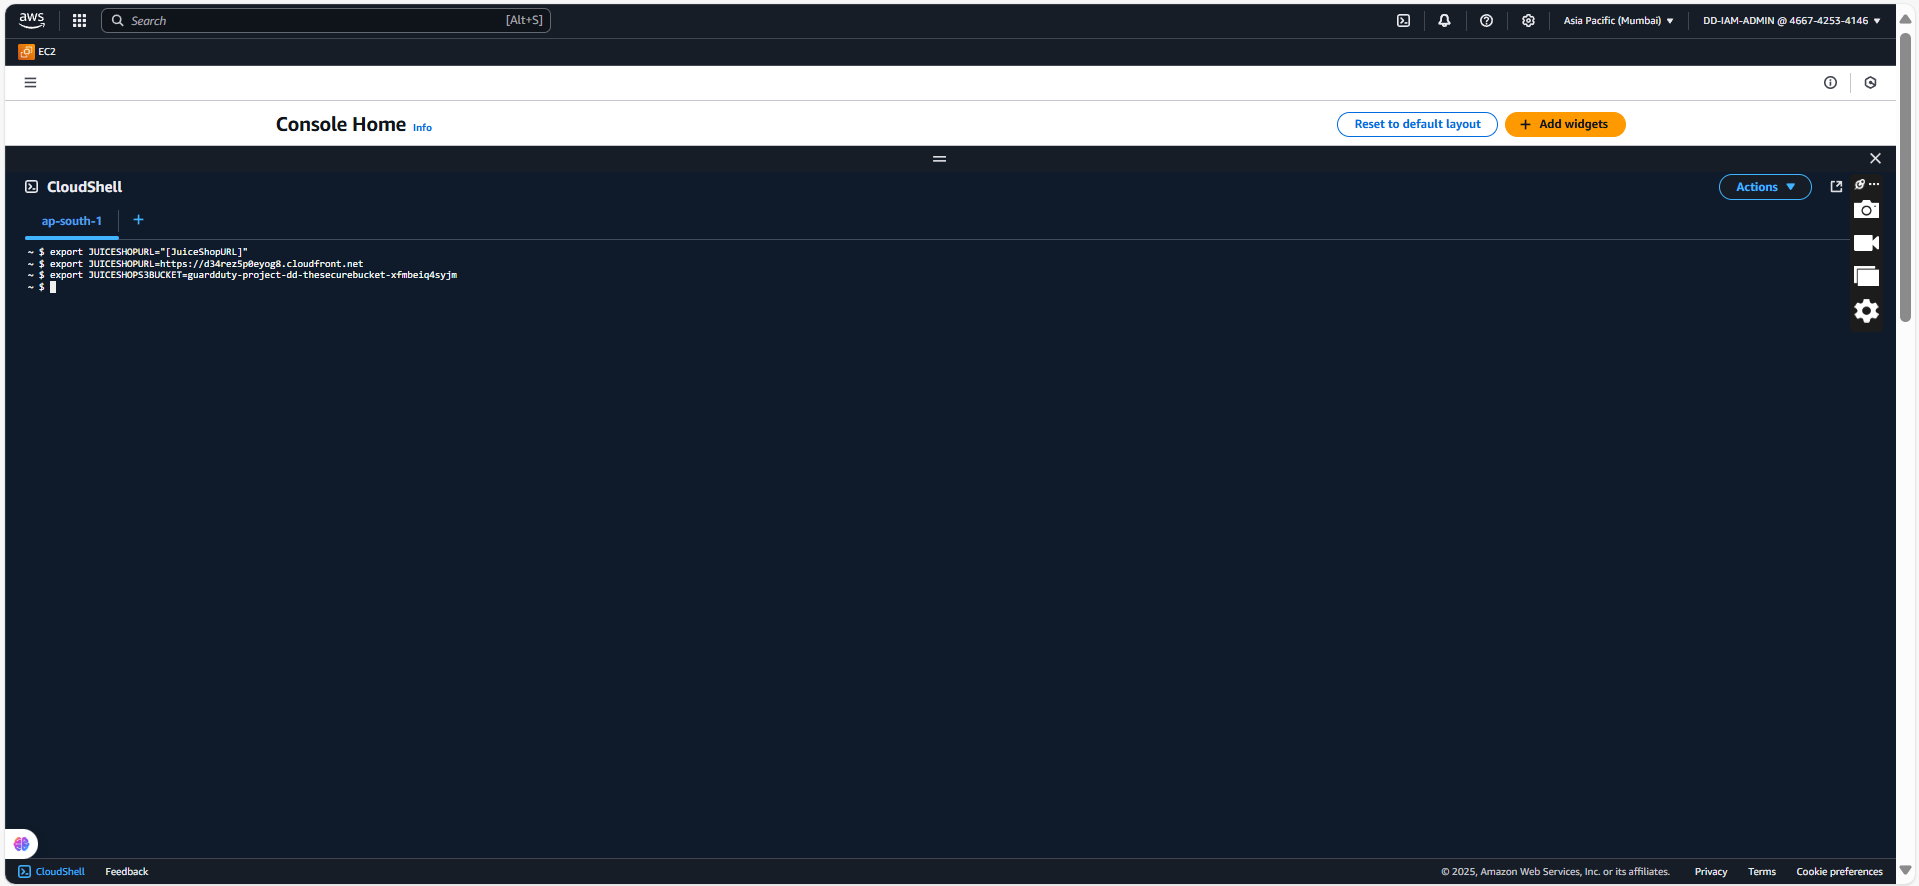 aws
Search
[Alt+S]
Asia Pacific (Mumbai)
DD-IAM-ADMIN @ 4667-4253-4146
EC2
Console Home
Info
Reset to default layout
Add widgets
CloudShell
Actions
ap-south-1
~ $ export JUICESHOPURL="[JuiceShopURL]"
~ $ export JUICESHOPURL=https://d34rez5p0eyog8.cloudfront.net
~ $ export JUICESHOPS3BUCKET=guardduty-project-dd-thesecurebucket-xfmbeiq4syjm
~ $
CloudShell
Feedback
© 2025, Amazon Web Services, Inc. or its affiliates.
Privacy
Terms
Cookie preferences